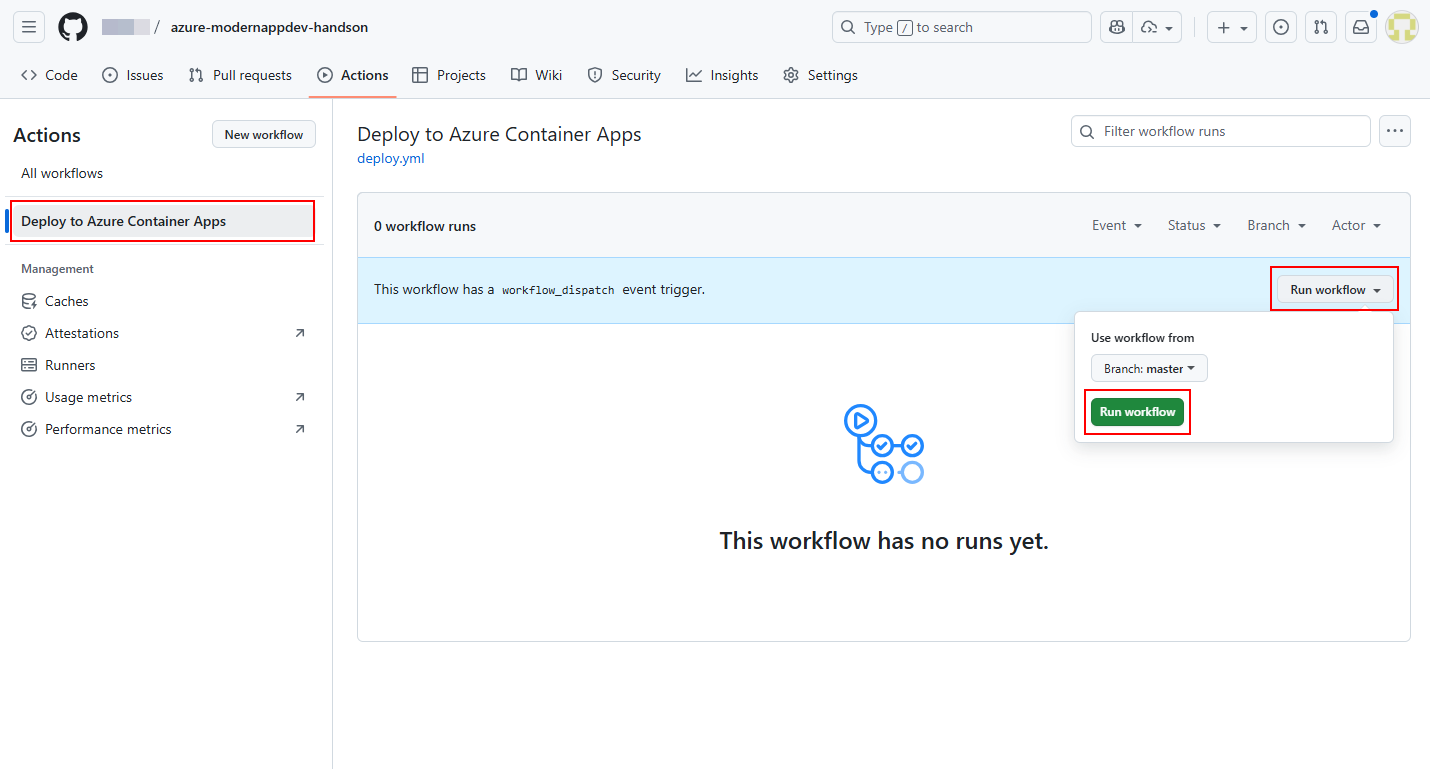 / azure-modernappdev-handson
Type / to search
Code Issues Pull requests Actions Projects Wiki Security Insights Settings
Actions
New workflow
All workflows
Deploy to Azure Container Apps
Management
Caches
Attestations
Runners
Usage metrics
Performance metrics
Deploy to Azure Container Apps
deploy.yml
Filter workflow runs
0 workflow runs
Event Status Branch Actor
This workflow has a workflow_dispatch event trigger.
Run workflow
Use workflow from
Branch: master
Run workflow
This workflow has no runs yet.